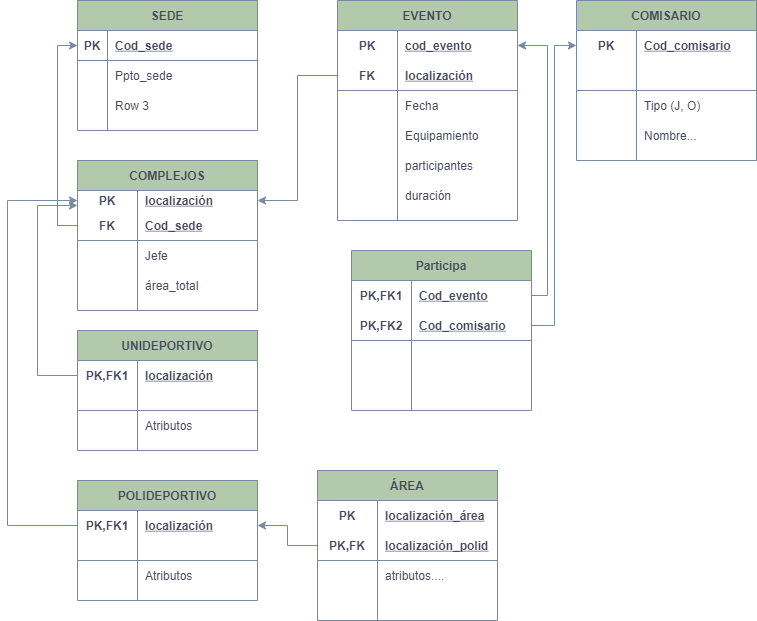 SEDE
PK Cod_sede
Ppto_sede
Row 3
COMPLEJOS
PK localización
FK Cod_sede
Jefe
área_total
UNIDEPORTIVO
PK,FK1 localización
Atributos
POLIDEPORTIVO
PK,FK1 localización
Atributos
EVENTO
PK cod_evento
FK localización
Fecha
Equipamiento
participantes
duración
Participa
PK,FK1 Cod_evento
PK,FK2 Cod_comisario
ÁREA
PK localización_área
PK,FK localización_polid
atributos....
COMISARIO
PK Cod_comisario
Tipo (J, O)
Nombre...